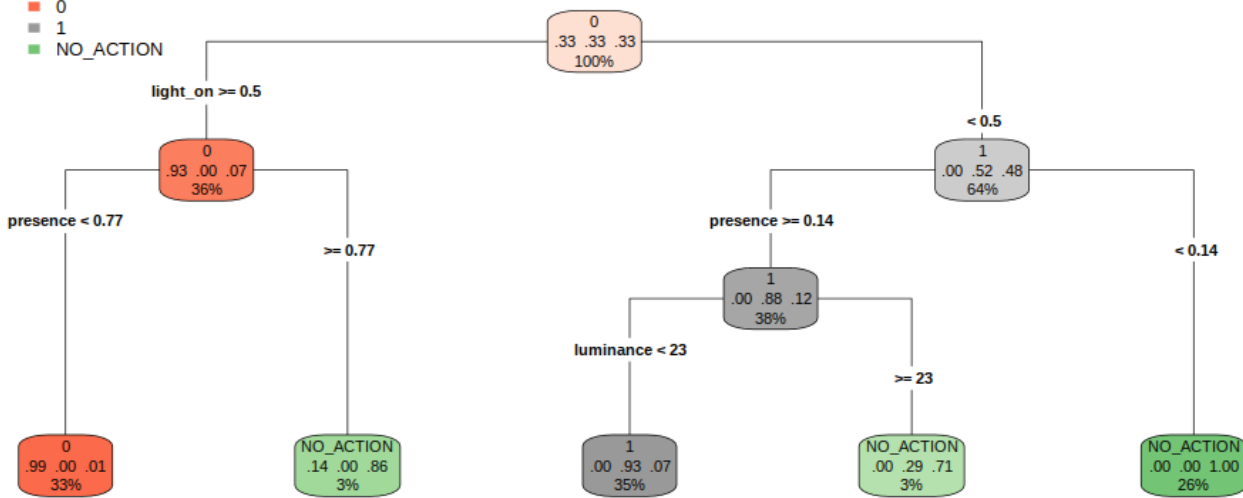 0
1
NO_ACTION
0
.33 .33 .33
100%
light_on >= 0.5
< 0.5
0
.93 .00 .07
36%
1
.00 .52 .48
64%
presence < 0.77
>= 0.77
presence >= 0.14
< 0.14
1
.00 .88 .12
38%
luminance < 23
>= 23
0
.99 .00 .01
33%
NO_ACTION
.14 .00 .86
3%
1
.00 .93 .07
35%
NO_ACTION
.00 .29 .71
3%
NO_ACTION
.00 .00 1.00
26%